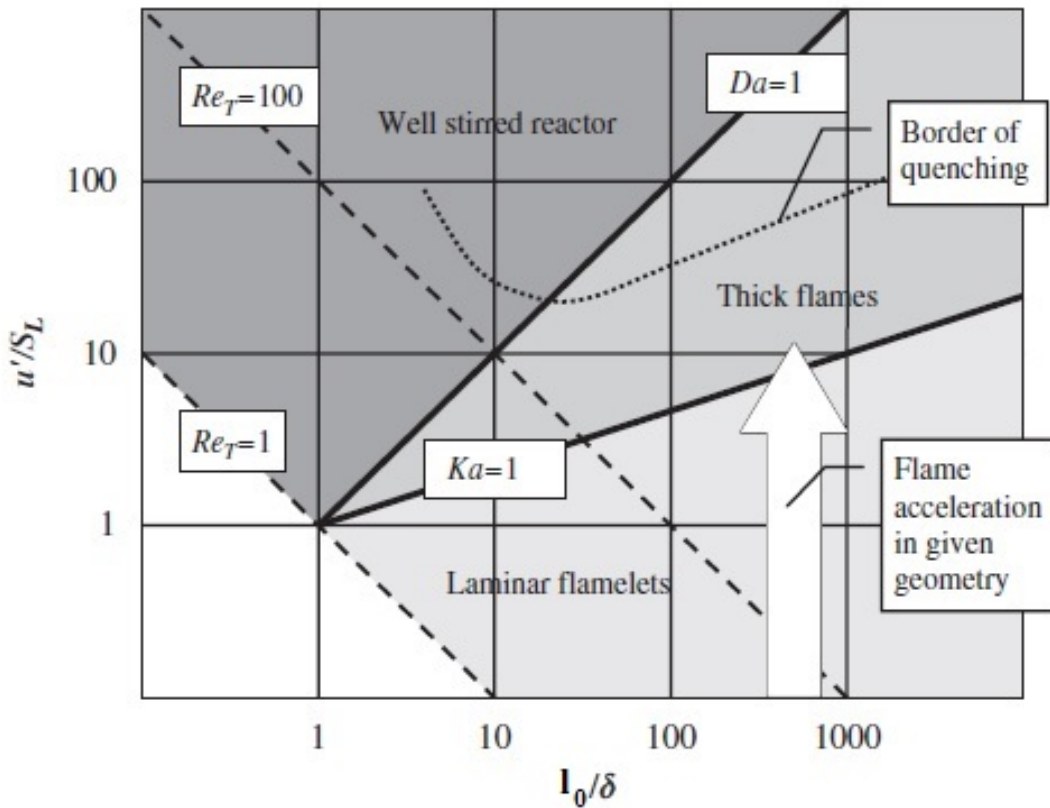 Re_T=100
Da=1
Well stirred reactor
Border of
quenching
100
Thick flames
u'/S_L
10
Re_T=1
Ka=1
Flame
acceleration
in given
geometry
1
Laminar flamelets
1
10
100
1000
l_0/δ